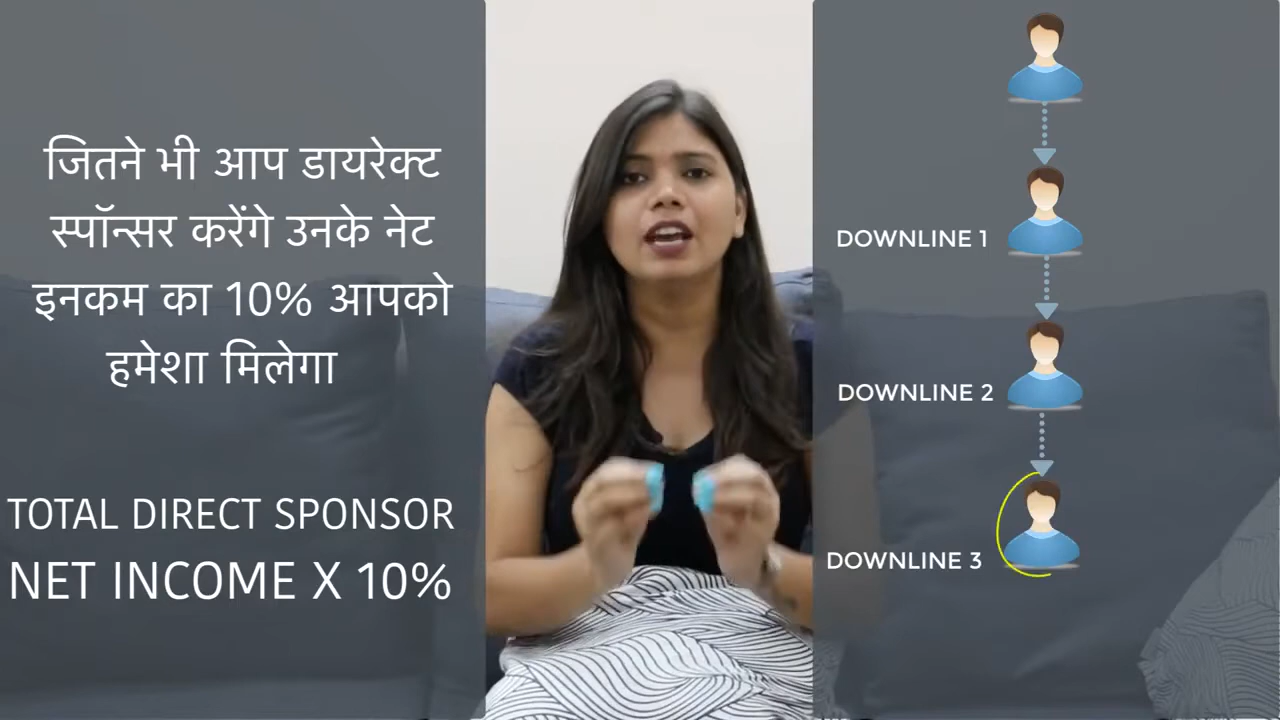 जितने भी आप डायरेक्ट
स्पॉन्सर करेंगे उनके नेट
इनकम का 10% आपको
हमेशा मिलेगा
TOTAL DIRECT SPONSOR
NET INCOME X 10%
DOWNLINE 1
DOWNLINE 2
DOWNLINE 3